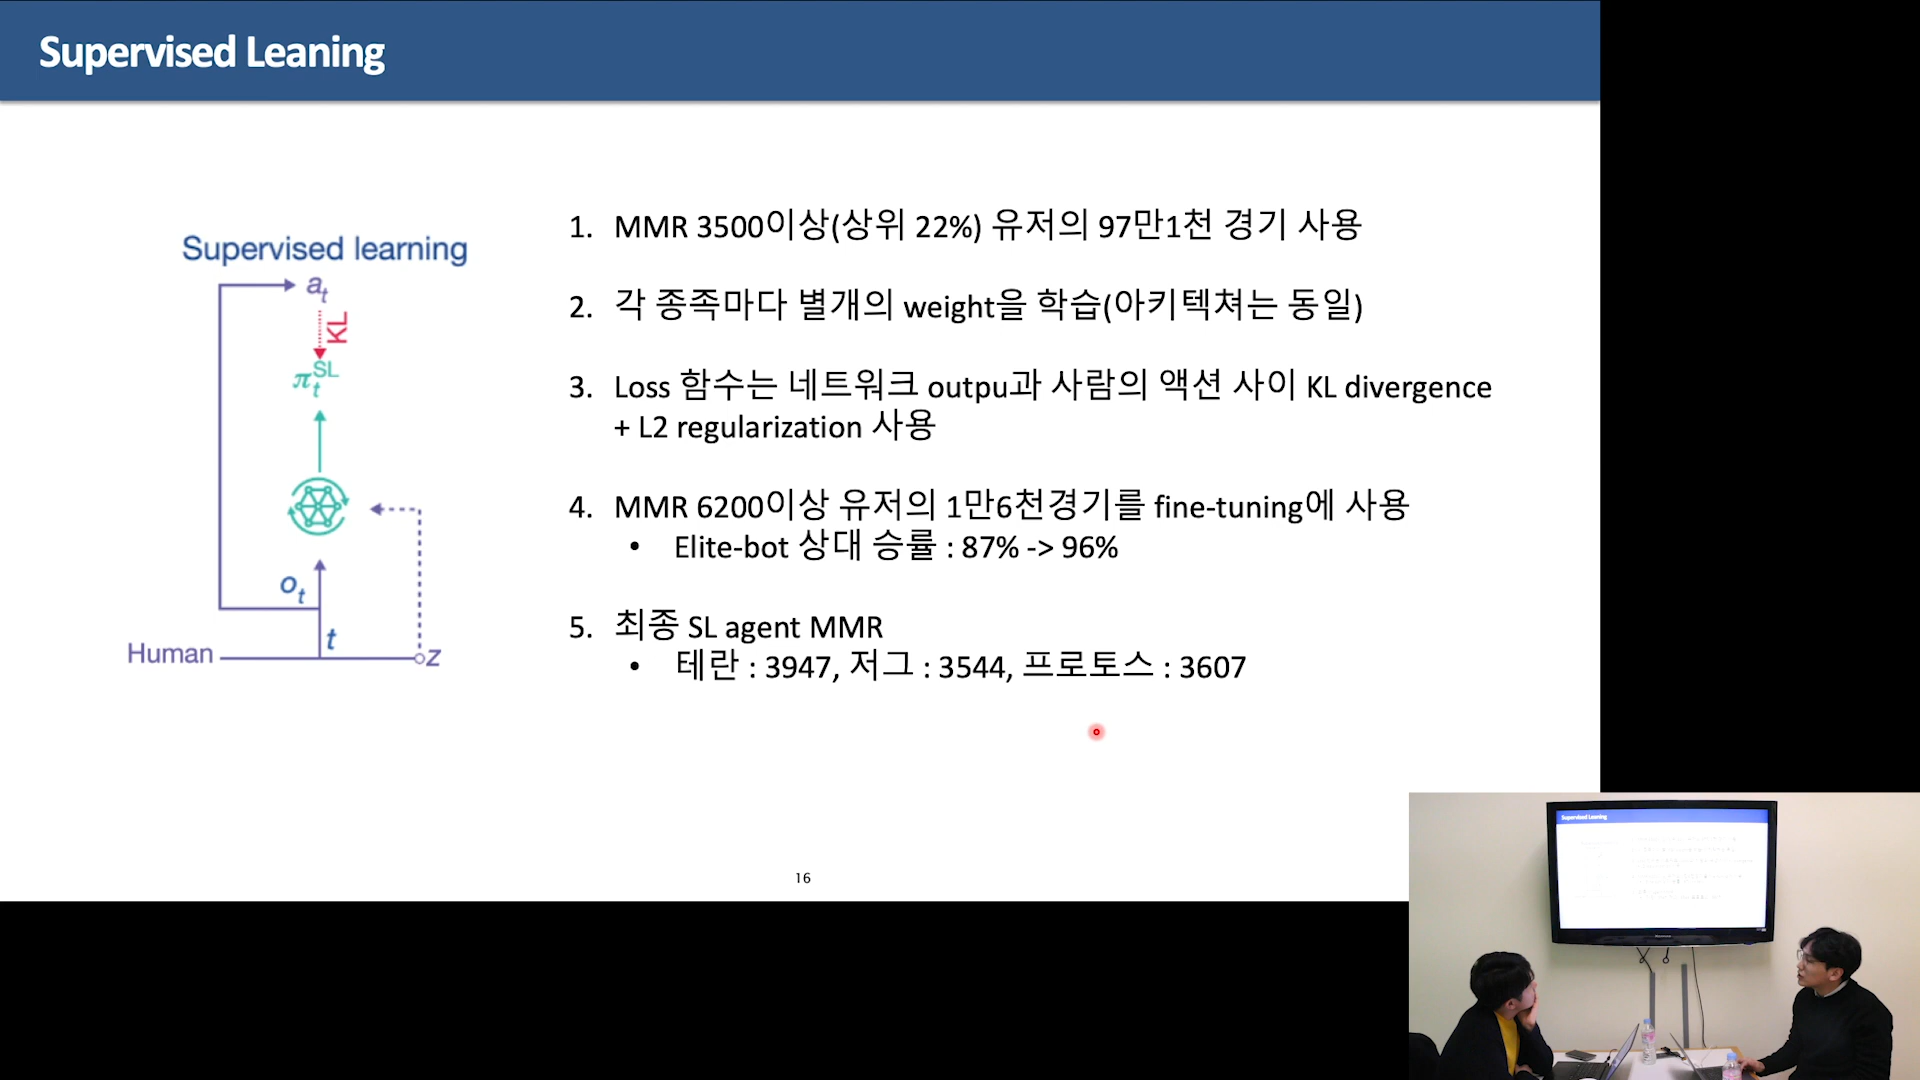 Supervised Leaning
Supervised learning
a_t
KL
π_t^SL
o_t
t
Human
z
1. MMR 3500이상(상위 22%) 유저의 97만1천 경기 사용
2. 각 종족마다 별개의 weight을 학습(아키텍쳐는 동일)
3. Loss 함수는 네트워크 outpu과 사람의 액션 사이 KL divergence
+ L2 regularization 사용
4. MMR 6200이상 유저의 1만6천경기를 fine-tuning에 사용
• Elite-bot 상대 승률 : 87% -> 96%
5. 최종 SL agent MMR
• 테란 : 3947, 저그 : 3544, 프로토스 : 3607
16
Supervised Leaning